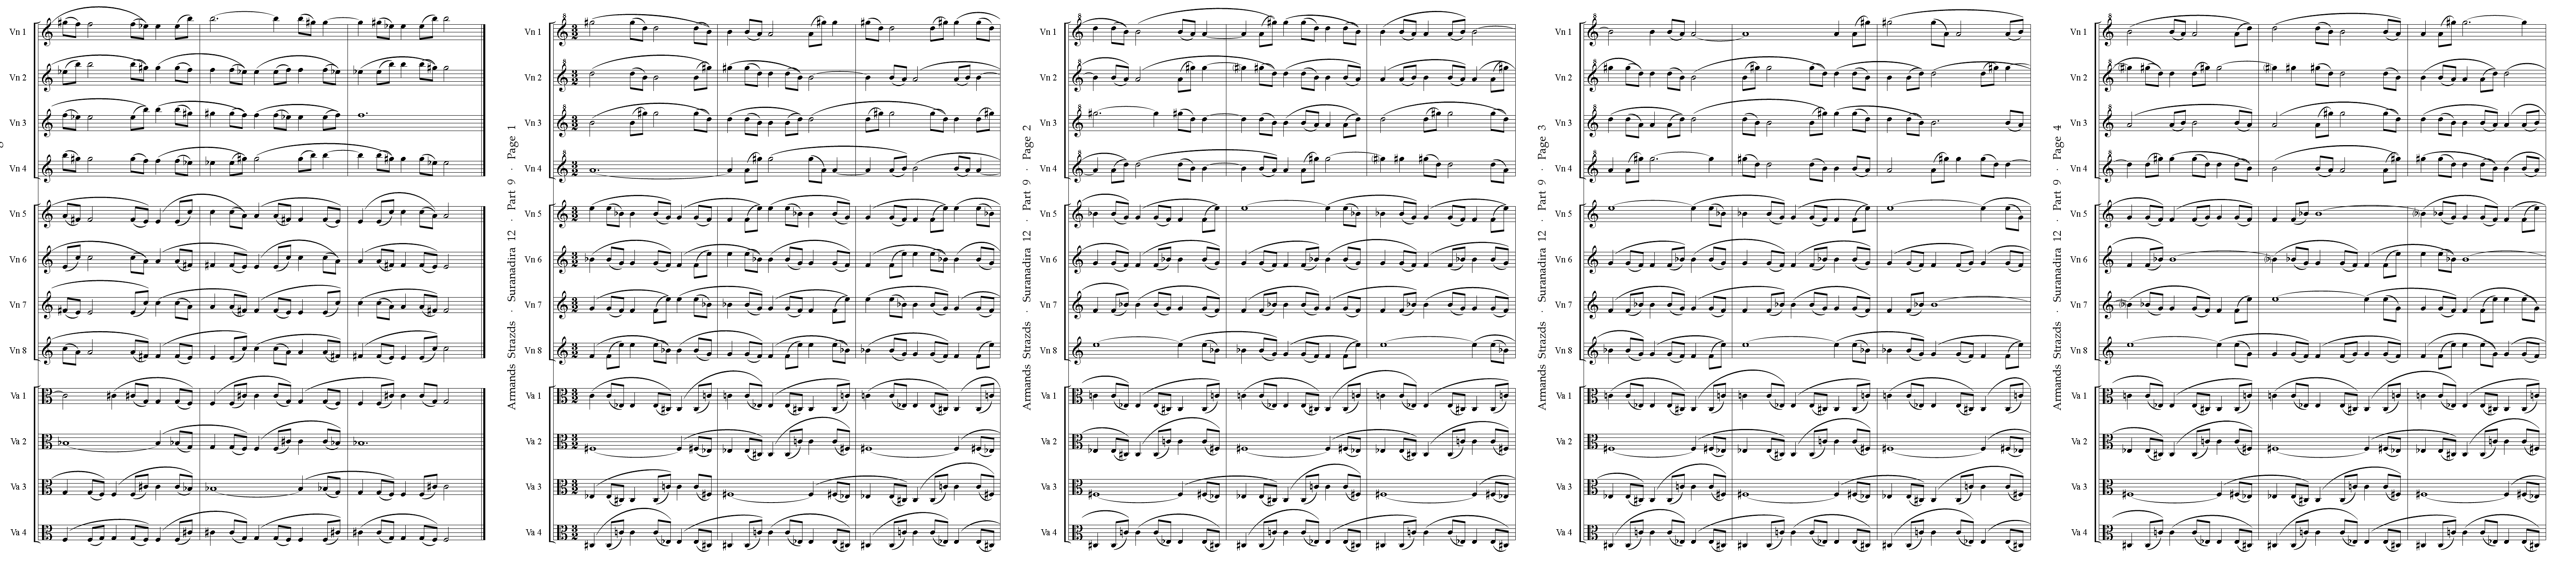 Vn 1
Vn 2
Vn 3
Vn 4
Vn 5
Vn 6
Vn 7
Vn 8
Va 1
Va 2
Va 3
Va 4
Armands Strazds · Suranadira 12 · Part 9 · Page 1
Vn 1
Vn 2
Vn 3
Vn 4
Vn 5
Vn 6
Vn 7
Vn 8
Va 1
Va 2
Va 3
Va 4
Armands Strazds · Suranadira 12 · Part 9 · Page 2
Vn 1
Vn 2
Vn 3
Vn 4
Vn 5
Vn 6
Vn 7
Vn 8
Va 1
Va 2
Va 3
Va 4
Armands Strazds · Suranadira 12 · Part 9 · Page 3
Vn 1
Vn 2
Vn 3
Vn 4
Vn 5
Vn 6
Vn 7
Vn 8
Va 1
Va 2
Va 3
Va 4
Armands Strazds · Suranadira 12 · Part 9 · Page 4
Vn 1
Vn 2
Vn 3
Vn 4
Vn 5
Vn 6
Vn 7
Vn 8
Va 1
Va 2
Va 3
Va 4